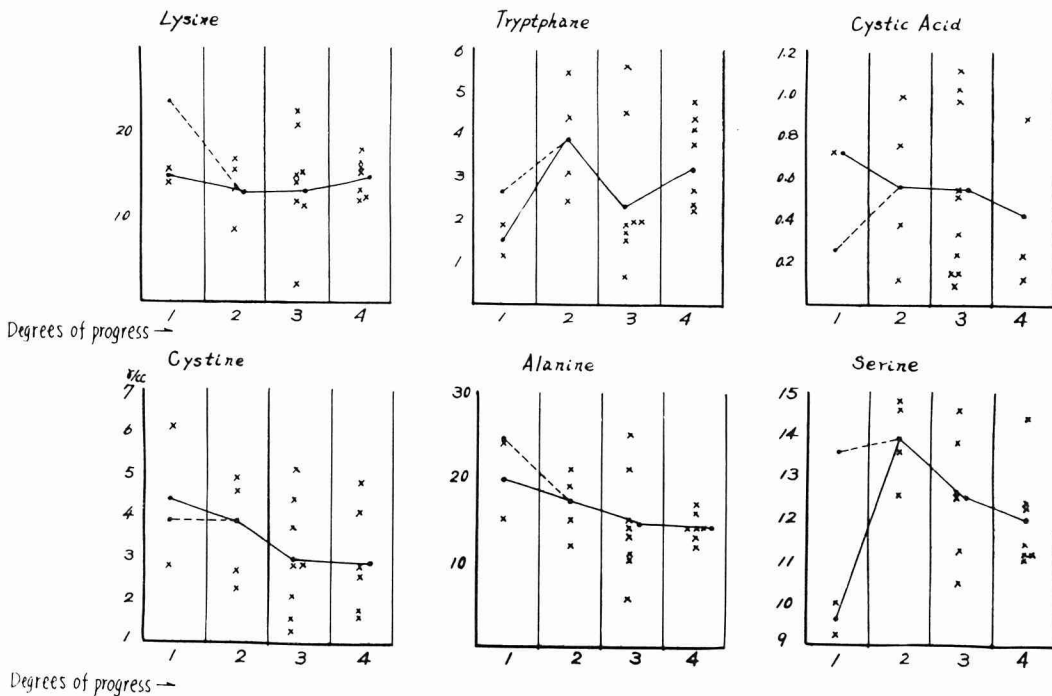 Lysine
20
10
1 2 3 4
Tryptphane
6
5
4
3
2
1
1 2 3 4
Cystic Acid
1.2
1.0
0.8
0.6
0.4
0.2
1 2 3 4
Degrees of progress →
Cystine
γ/cc
7
6
5
4
3
2
1
1 2 3 4
Alanine
30
20
10
1 2 3 4
Serine
15
14
13
12
11
10
9
1 2 3 4
Degrees of progress →